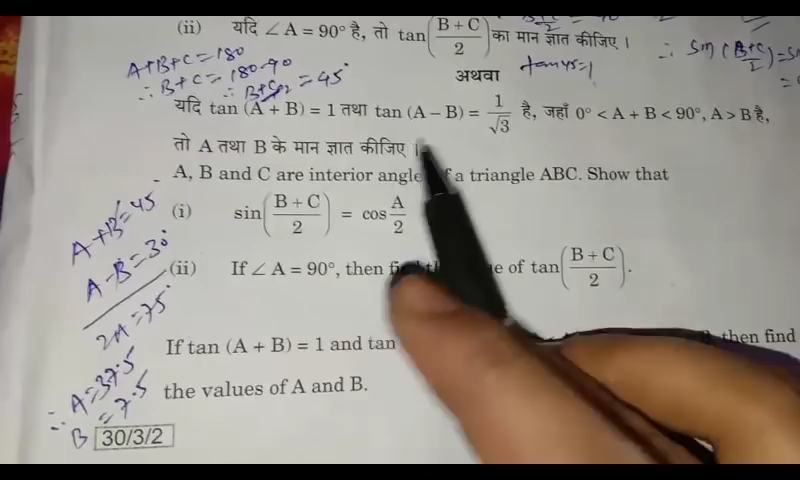 (ii) यदि ∠A = 90° है, तो tan(B + C / 2) का मान ज्ञात कीजिए ।
A+B+C=180
∴ B+C = 180-90
∴ B+C/2 = 45°
tan45=1
∴ sin(B+C/2)=
अथवा
यदि tan (A + B) = 1 तथा tan (A – B) = 1/√3 है, जहाँ 0° < A + B < 90°, A > B है,
तो A तथा B के मान ज्ञात कीजिए ।
A, B and C are interior angle of a triangle ABC. Show that
(i) sin(B + C / 2) = cos A/2
(ii) If ∠A = 90°, then find the of tan(B + C / 2).
A+B=45
A-B=30°
2A=75°
∴ A=37.5
B=7.5
If tan (A + B) = 1 and tan then find
the values of A and B.
30/3/2